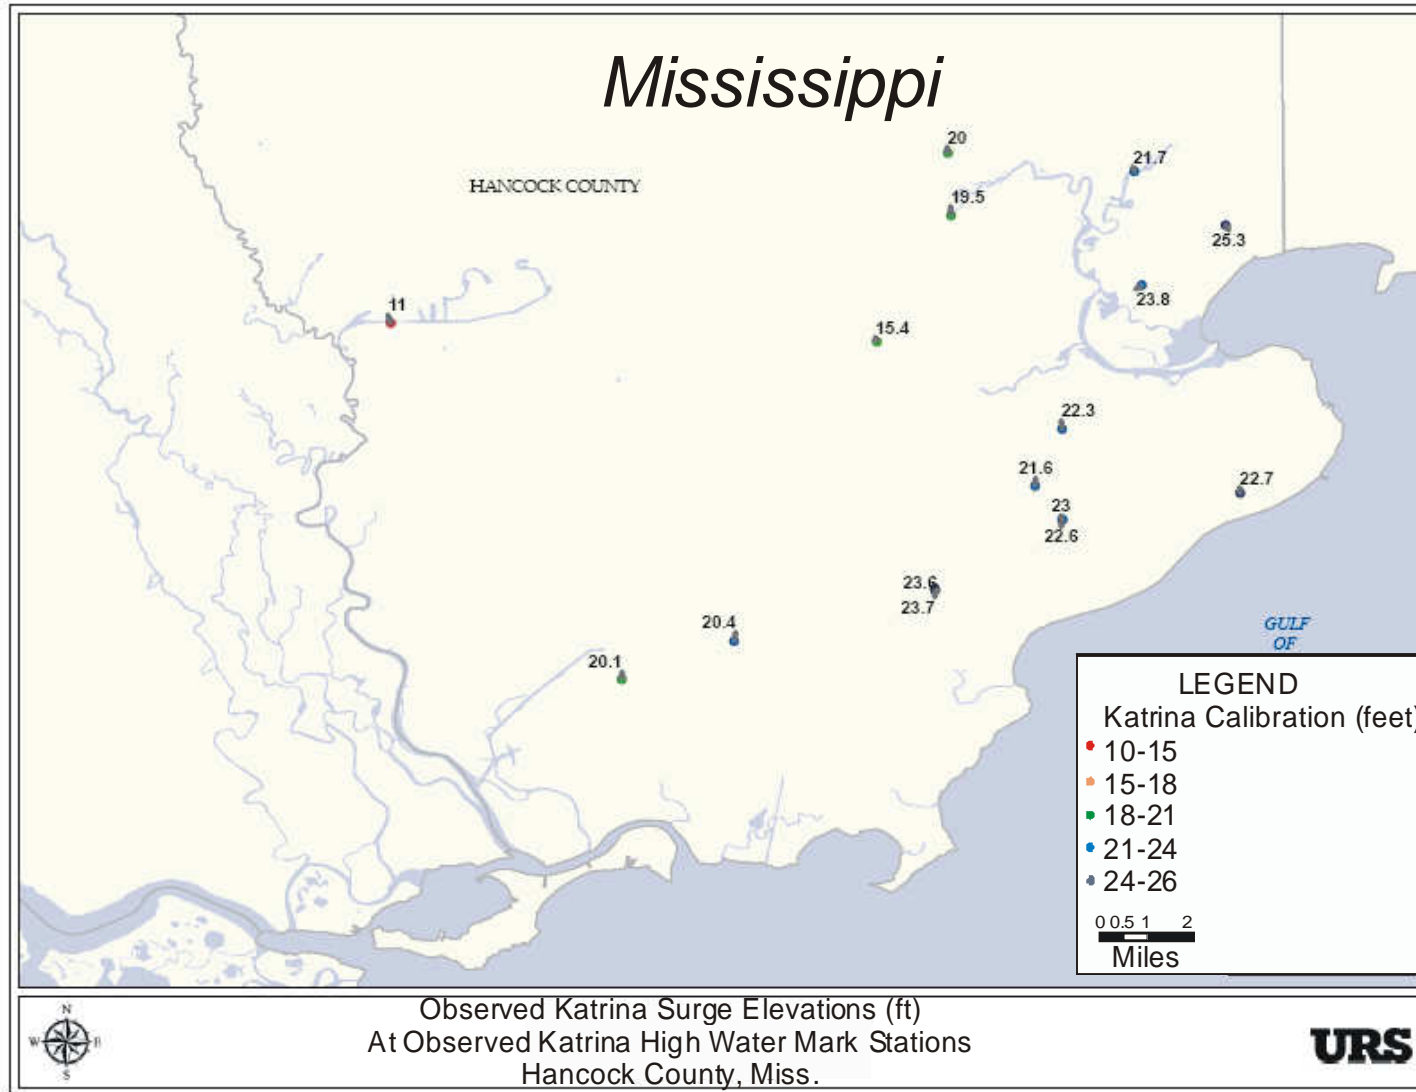 Mississippi
20
21.7
HANCOCK COUNTY
19.5
25.3
11
23.8
15.4
22.3
21.6
22.7
23
22.6
23.6
23.7
20.4
GULF
OF
20.1
LEGEND
Katrina Calibration (feet)
10-15
15-18
18-21
21-24
24-26
0 0.5 1 2
Miles
N
W E
S
Observed Katrina Surge Elevations (ft)
At Observed Katrina High Water Mark Stations
Hancock County, Miss.
URS